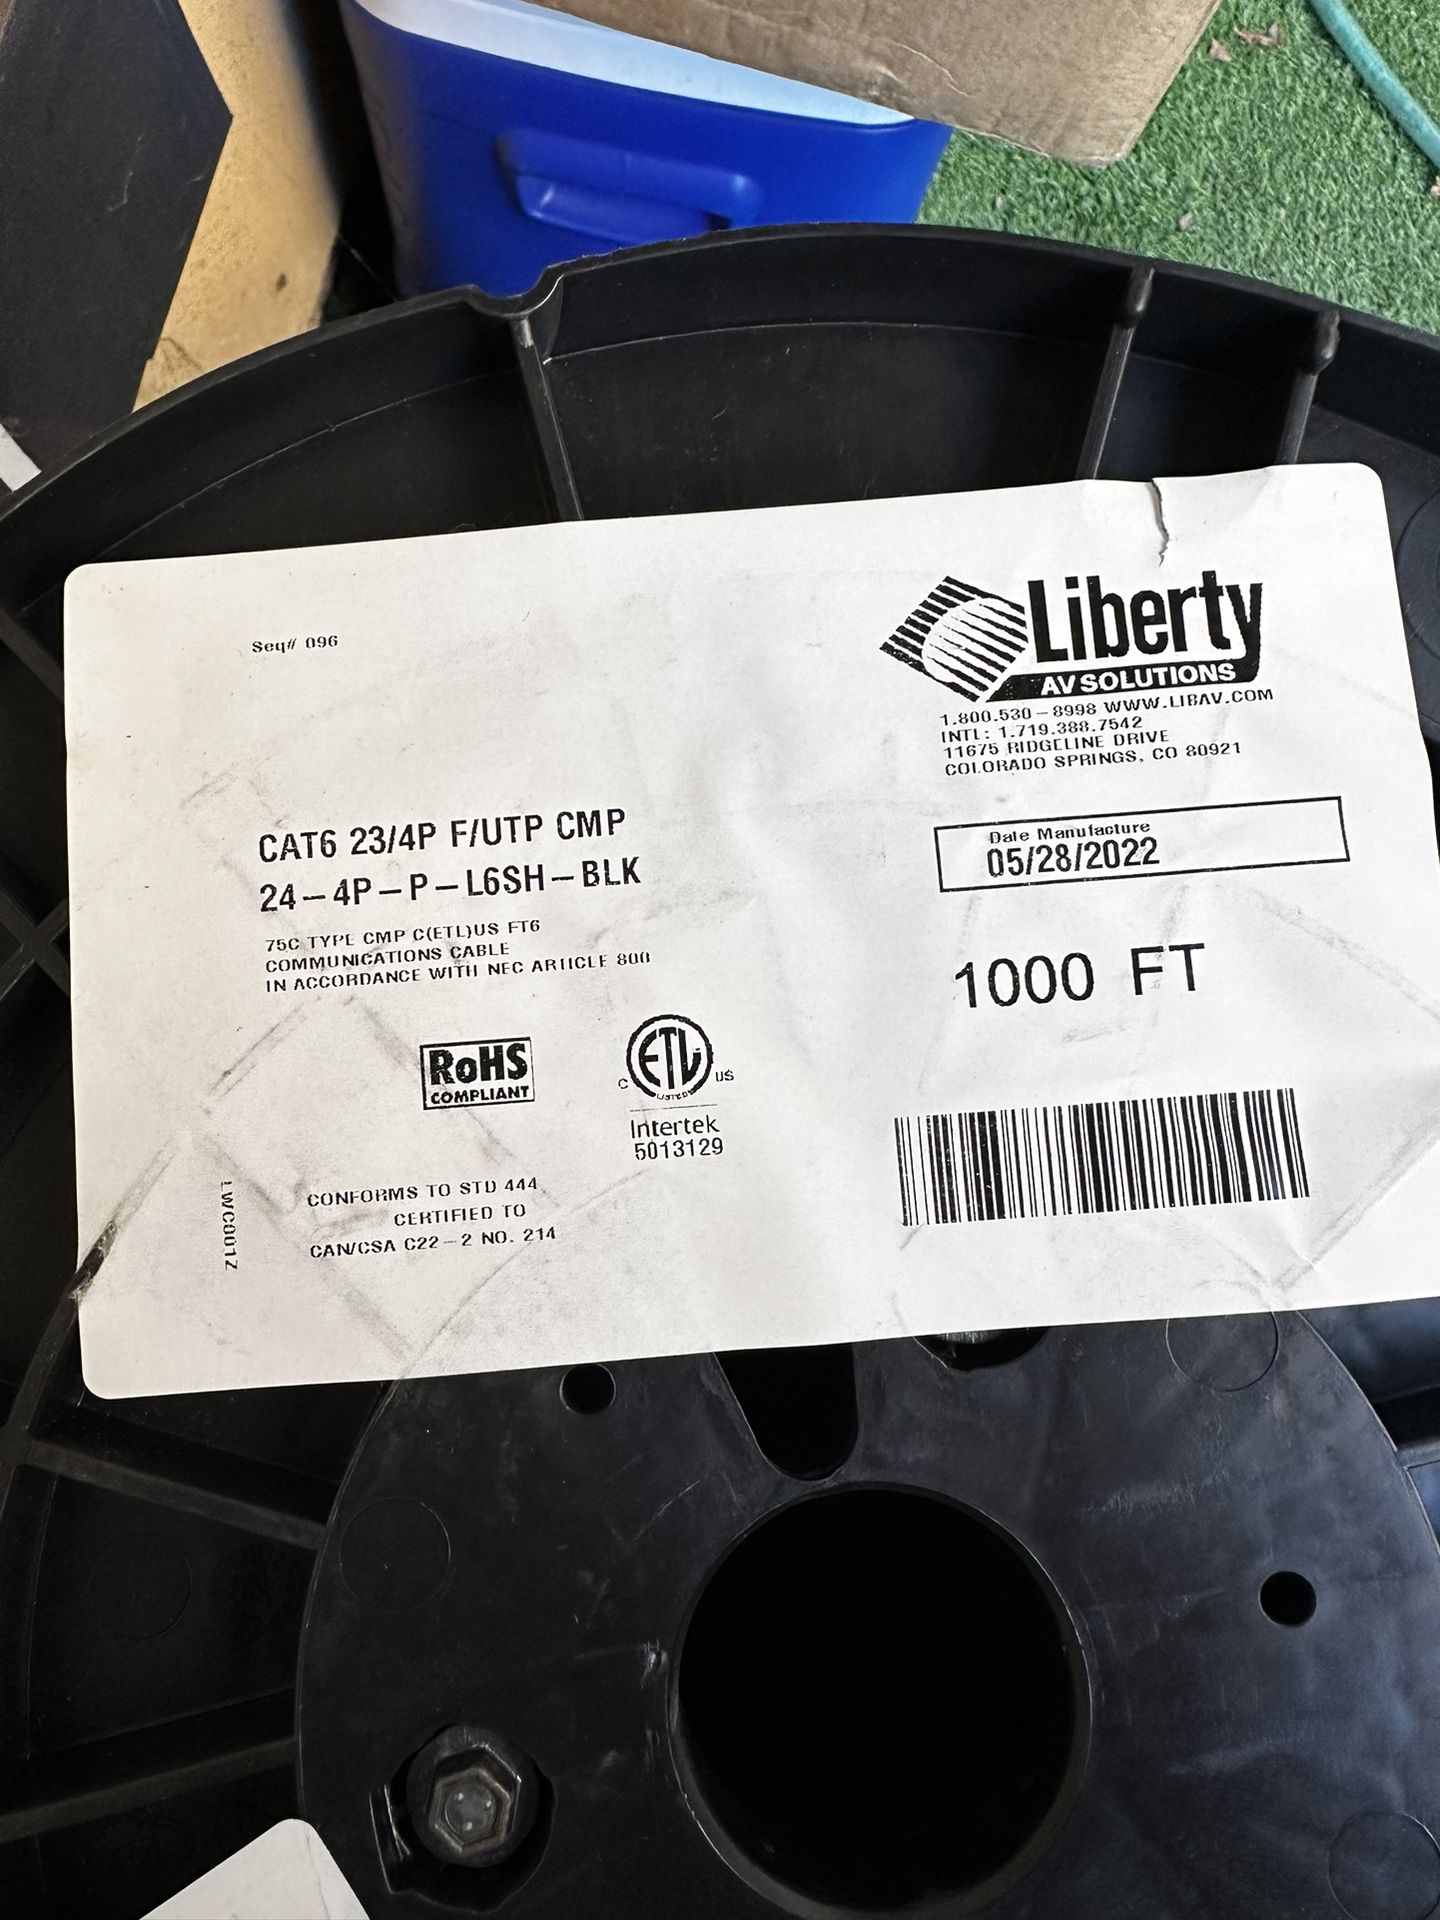 Seq# 096
Liberty
AV SOLUTIONS
1.800.530-8998 WWW.LIBAV.COM
INTL: 1.719.388.7542
11675 RIDGELINE DRIVE
COLORADO SPRINGS, CO 80921
CAT6 23/4P F/UTP CMP
24-4P-P-L6SH-BLK
75C TYPE CMP C(ETL)US FT6
COMMUNICATIONS CABLE
IN ACCORDANCE WITH NEC ARTICLE 800
Date Manufacture
05/28/2022
1000 FT
RoHS
COMPLIANT
ETL
C US
LISTED
Intertek
5013129
CONFORMS TO STD 444
CERTIFIED TO
CAN/CSA C22-2 NO. 214
LWC001Z